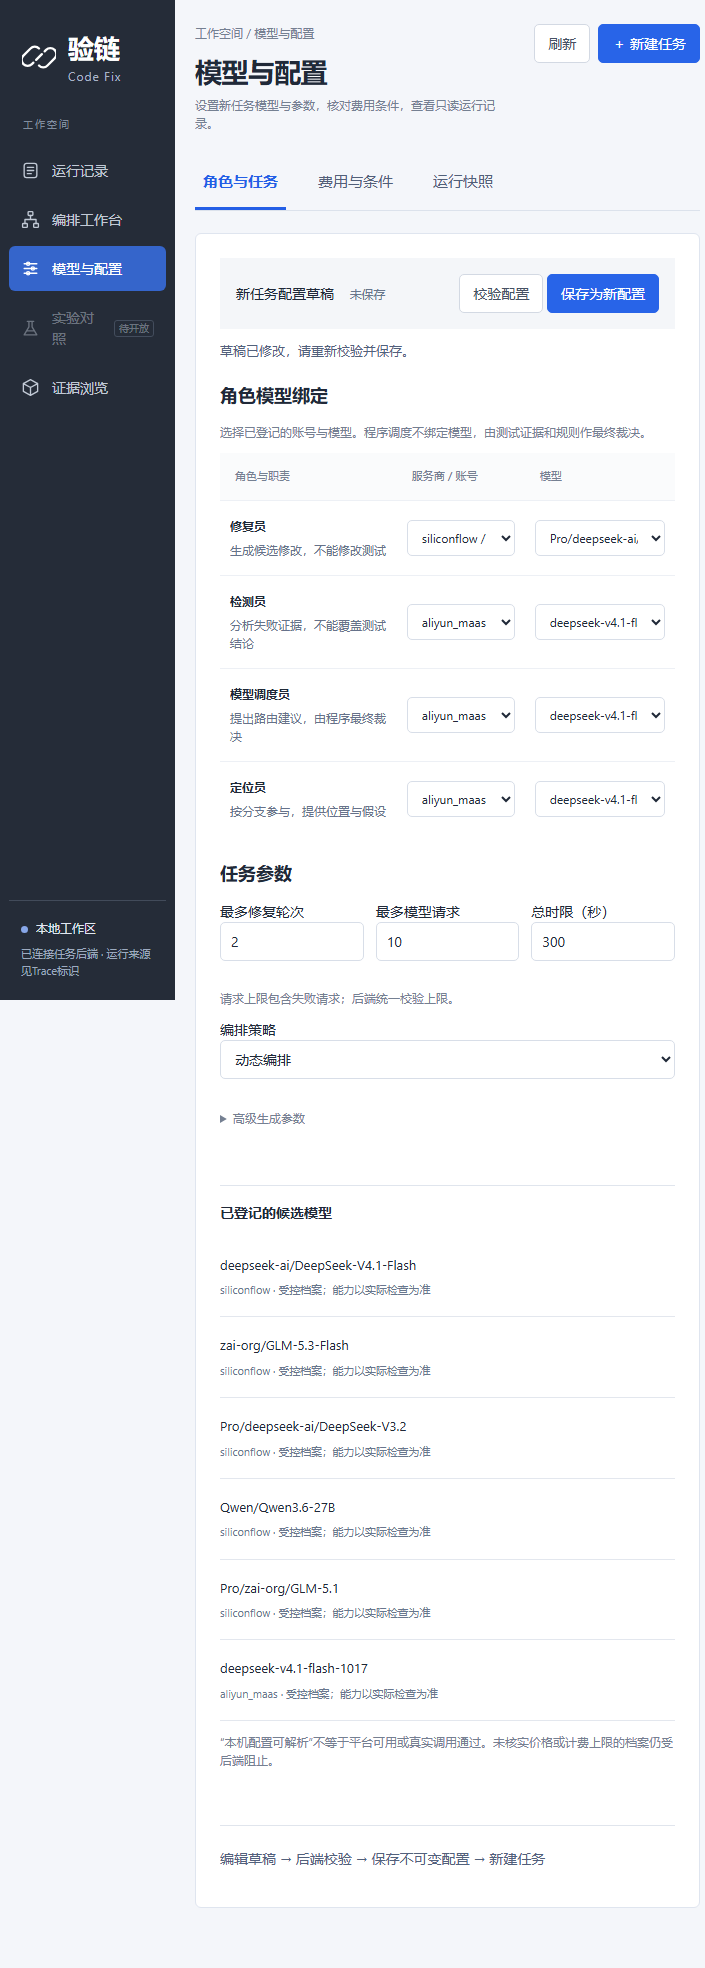 验链
Code Fix
工作空间
运行记录
编排工作台
模型与配置
实验对
照
待开放
证据浏览
本地工作区
已连接任务后端 · 运行来源
见Trace标识
工作空间 / 模型与配置
模型与配置
设置新任务模型与参数，核对费用条件，查看只读运行记
录。
刷新
+ 新建任务
角色与任务
费用与条件
运行快照
新任务配置草稿
未保存
校验配置
保存为新配置
草稿已修改，请重新校验并保存。
角色模型绑定
选择已登记的账号与模型。程序调度不绑定模型，由测试证据和规则作最终裁决。
角色与职责
服务商 / 账号
模型
修复员
生成候选修改，不能修改测试
siliconflow /
Pro/deepseek-ai/
检测员
分析失败证据，不能覆盖测试
结论
aliyun_maas
deepseek-v4.1-fl
模型调度员
提出路由建议，由程序最终裁
决
aliyun_maas
deepseek-v4.1-fl
定位员
按分支参与，提供位置与假设
aliyun_maas
deepseek-v4.1-fl
任务参数
最多修复轮次
最多模型请求
总时限（秒）
2
10
300
请求上限包含失败请求；后端统一校验上限。
编排策略
动态编排
高级生成参数
已登记的候选模型
deepseek-ai/DeepSeek-V4.1-Flash
siliconflow · 受控档案；能力以实际检查为准
zai-org/GLM-5.3-Flash
siliconflow · 受控档案；能力以实际检查为准
Pro/deepseek-ai/DeepSeek-V3.2
siliconflow · 受控档案；能力以实际检查为准
Qwen/Qwen3.6-27B
siliconflow · 受控档案；能力以实际检查为准
Pro/zai-org/GLM-5.1
siliconflow · 受控档案；能力以实际检查为准
deepseek-v4.1-flash-1017
aliyun_maas · 受控档案；能力以实际检查为准
“本机配置可解析”不等于平台可用或真实调用通过。未核实价格或计费上限的档案仍受
后端阻止。
编辑草稿 → 后端校验 → 保存不可变配置 → 新建任务